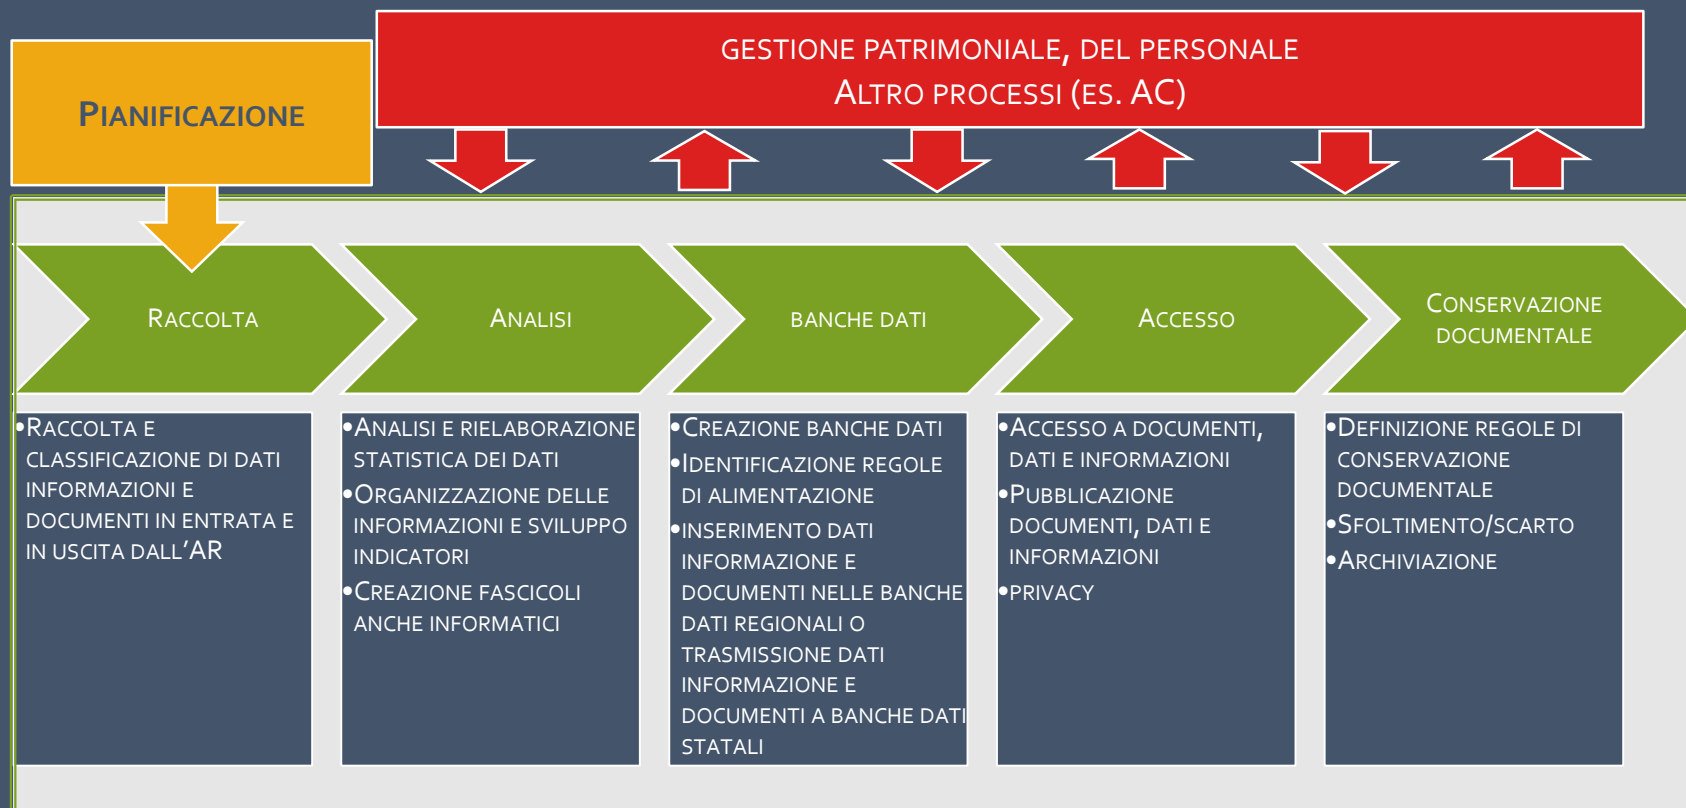 GESTIONE PATRIMONIALE, DEL PERSONALE
ALTRO PROCESSI (ES. AC)
PIANIFICAZIONE
RACCOLTA
ANALISI
BANCHE DATI
ACCESSO
CONSERVAZIONE
DOCUMENTALE
•RACCOLTA E
CLASSIFICAZIONE DI DATI
INFORMAZIONI E
DOCUMENTI IN ENTRATA E
IN USCITA DALL'AR
•ANALISI E RIELABORAZIONE
STATISTICA DEI DATI
•ORGANIZZAZIONE DELLE
INFORMAZIONI E SVILUPPO
INDICATORI
•CREAZIONE FASCICOLI
ANCHE INFORMATICI
•CREAZIONE BANCHE DATI
•IDENTIFICAZIONE REGOLE
DI ALIMENTAZIONE
•INSERIMENTO DATI
INFORMAZIONE E
DOCUMENTI NELLE BANCHE
DATI REGIONALI O
TRASMISSIONE DATI
INFORMAZIONE E
DOCUMENTI A BANCHE DATI
STATALI
•ACCESSO A DOCUMENTI,
DATI E INFORMAZIONI
•PUBBLICAZIONE
DOCUMENTI, DATI E
INFORMAZIONI
•PRIVACY
•DEFINIZIONE REGOLE DI
CONSERVAZIONE
DOCUMENTALE
•SFOLTIMENTO/SCARTO
•ARCHIVIAZIONE